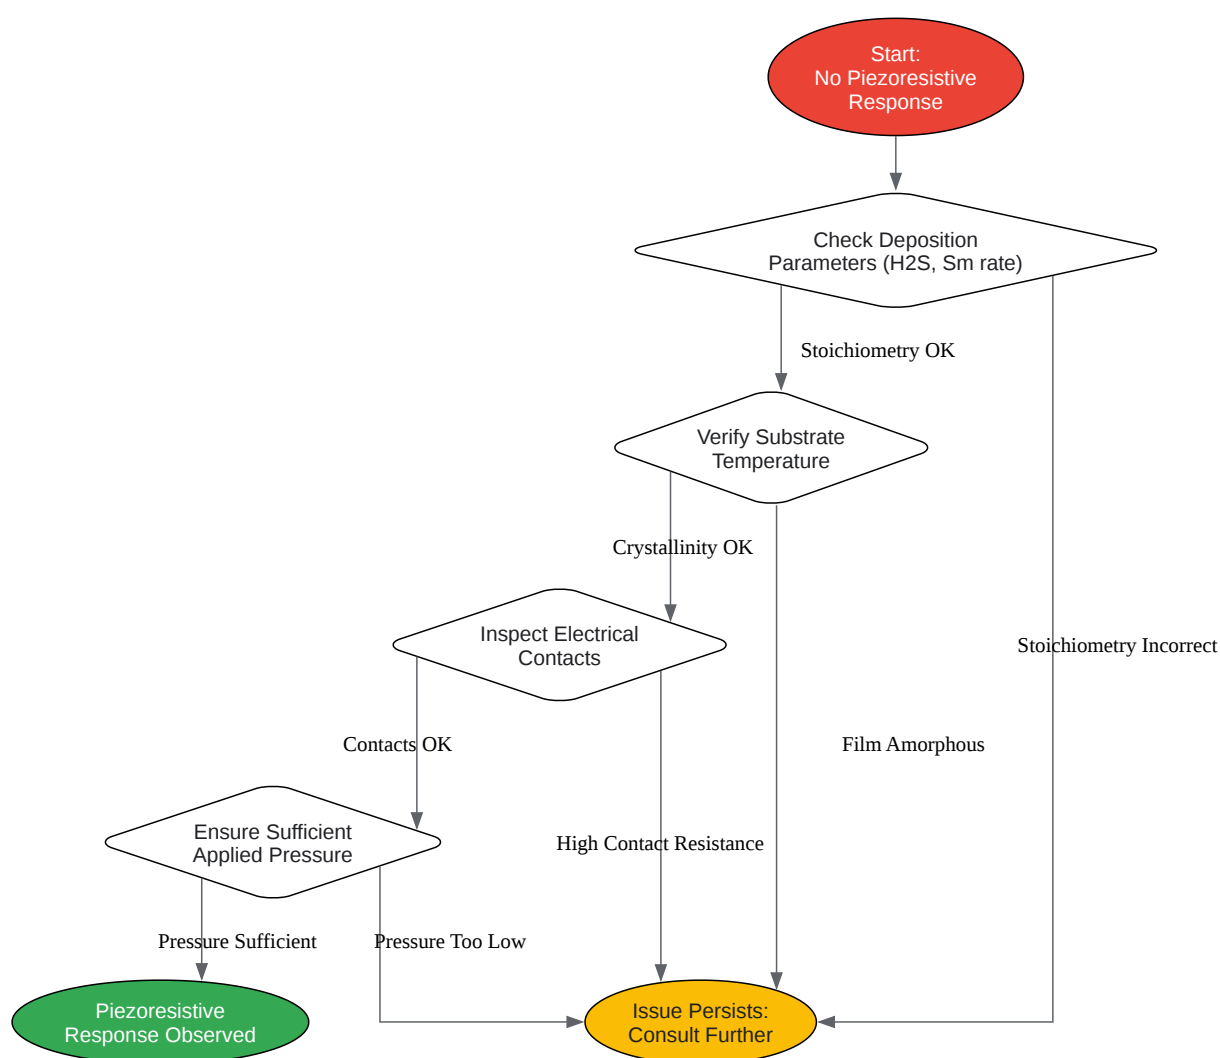 Start:
No Piezoresistive
Response
Check Deposition
Parameters (H2S, Sm rate)
Stoichiometry OK
Verify Substrate
Temperature
Crystallinity OK
Inspect Electrical
Contacts
Stoichiometry Incorrect
Contacts OK
Film Amorphous
Ensure Sufficient
Applied Pressure
High Contact Resistance
Pressure Sufficient
Pressure Too Low
Piezoresistive
Response Observed
Issue Persists:
Consult Further